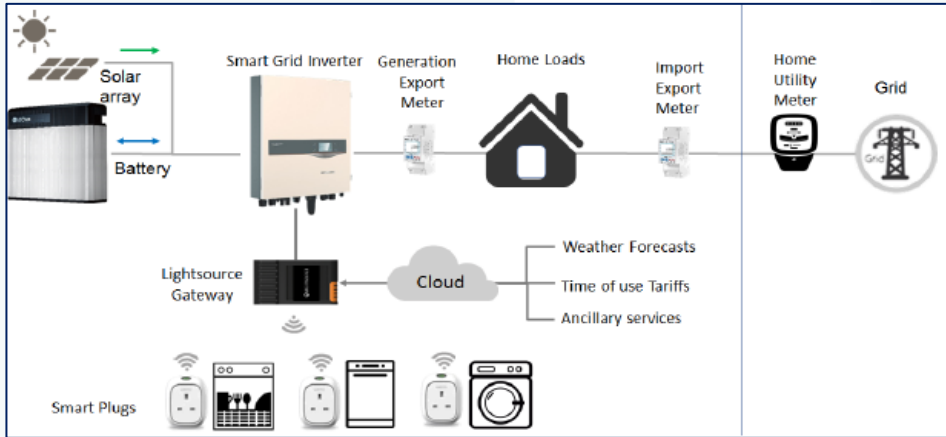 Solar
array
Battery
Smart Grid Inverter
Generation
Export
Meter
Home Loads
Import
Export
Meter
Home
Utility
Meter
Grid
Grid
Lightsource
Gateway
Cloud
Weather Forecasts
Time of use Tariffs
Ancillary services
Smart Plugs